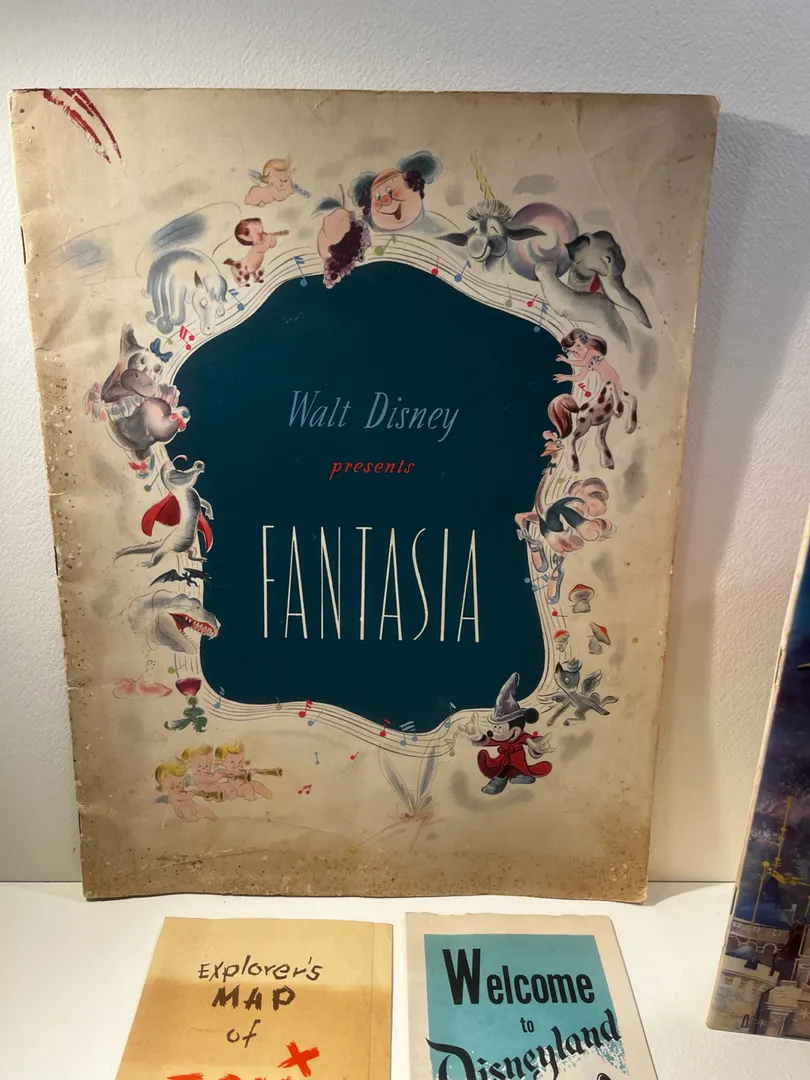 Walt Disney
presents
FANTASIA
Explorer's
MAP
of
Welcome
to
Disneyland